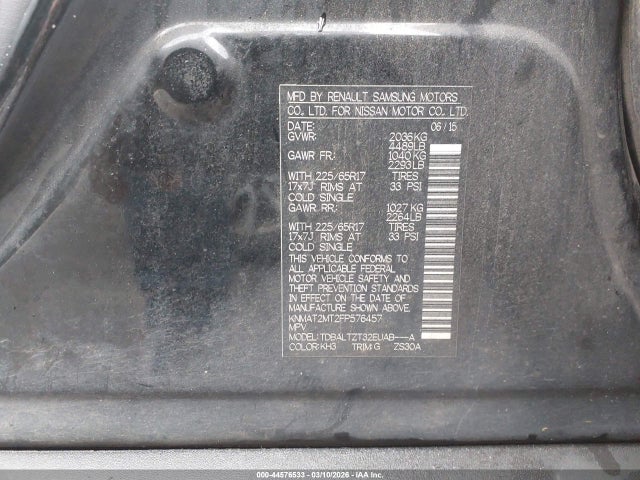 MFD BY RENAULT SAMSUNG MOTORS
CO., LTD. FOR NISSAN MOTOR CO., LTD.
DATE: 06/15
GVWR: 2036KG
4489LB
GAWR FR: 1040KG
2293LB
WITH 225/65R17 TIRES
17x7J RIMS AT 33 PSI
COLD SINGLE
GAWR RR: 1027KG
2264LB
WITH 225/65R17 TIRES
17x7J RIMS AT 33 PSI
COLD SINGLE
THIS VEHICLE CONFORMS TO
ALL APPLICABLE FEDERAL
MOTOR VEHICLE SAFETY AND
THEFT PREVENTION STANDARDS
IN EFFECT ON THE DATE OF
MANUFACTURE SHOWN ABOVE.
KNMAT2MT2FP576457
MPV
MODEL: TDBALTZT32EUAB---A
COLOR: KH3 TRIM: G ZS30A
000-44576533 - 03/10/2026 - IAA Inc.